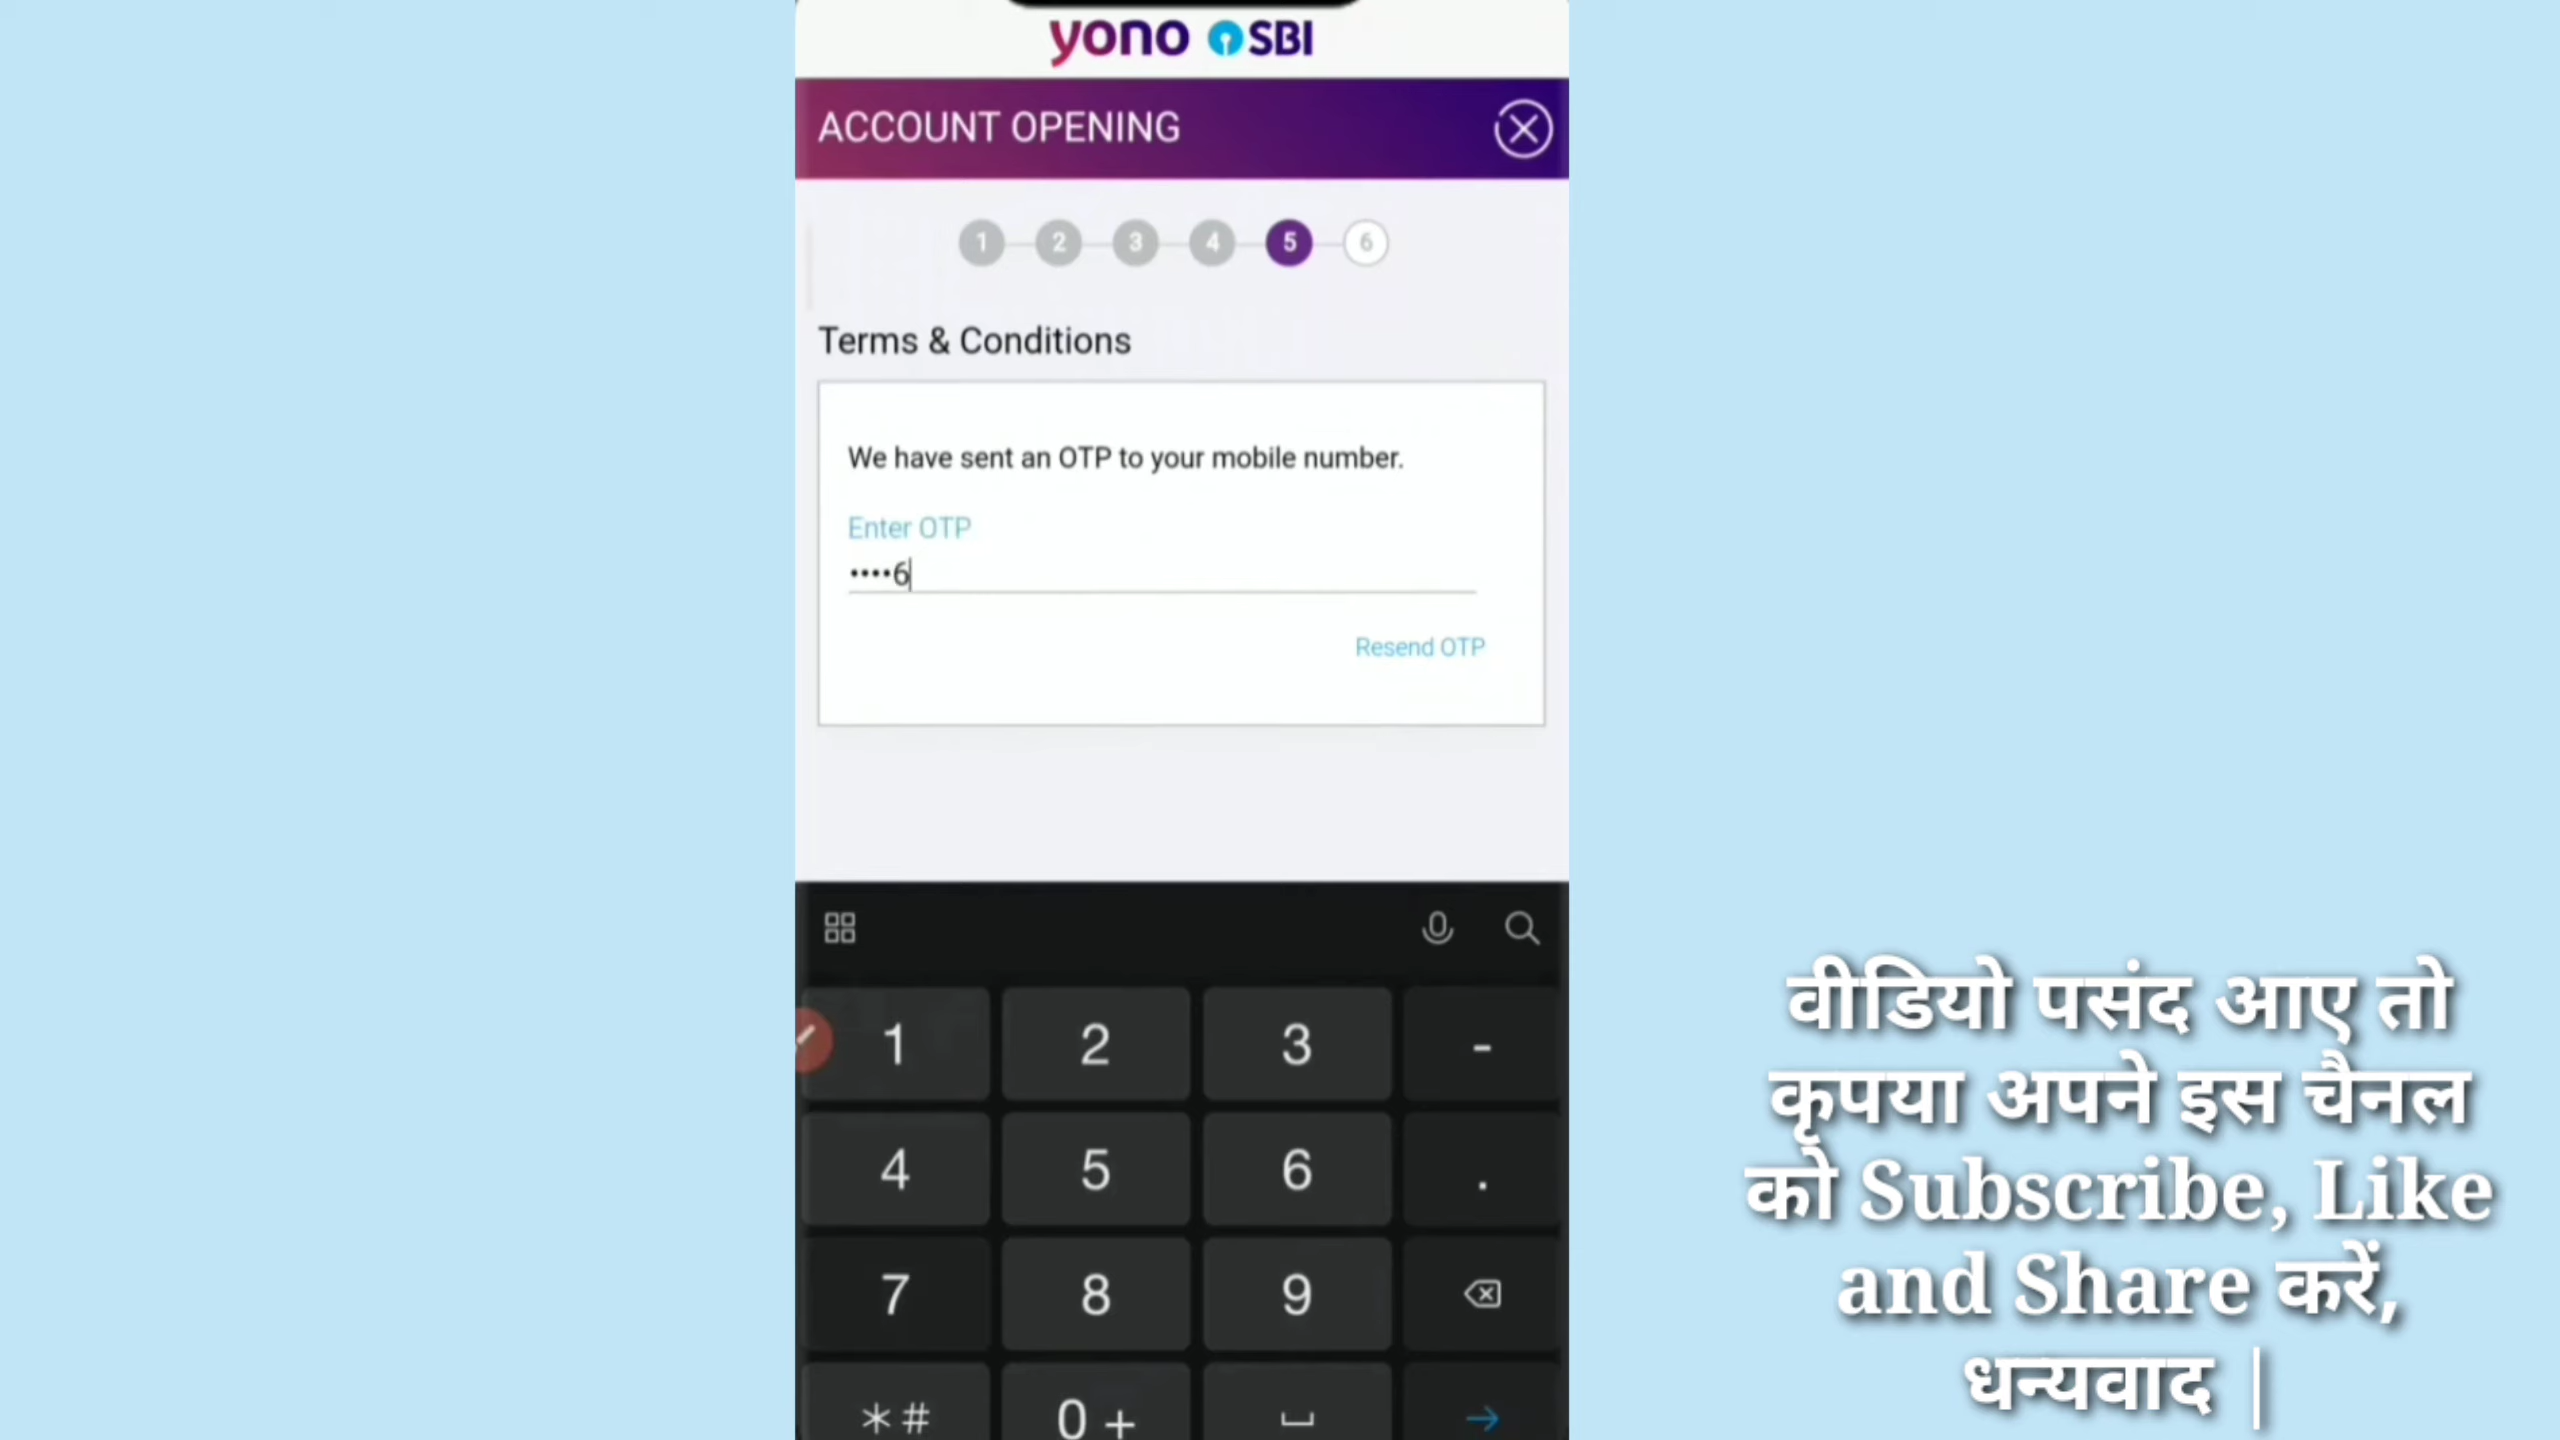 yono SBI
ACCOUNT OPENING
1 2 3 4 5 6
Terms & Conditions
We have sent an OTP to your mobile number.
Enter OTP
••••6
Resend OTP
1 2 3 -
4 5 6 .
7 8 9
*# 0 +
वीडियो पसंद आए तो
कृपया अपने इस चैनल
को Subscribe, Like
and Share करें,
धन्यवाद |